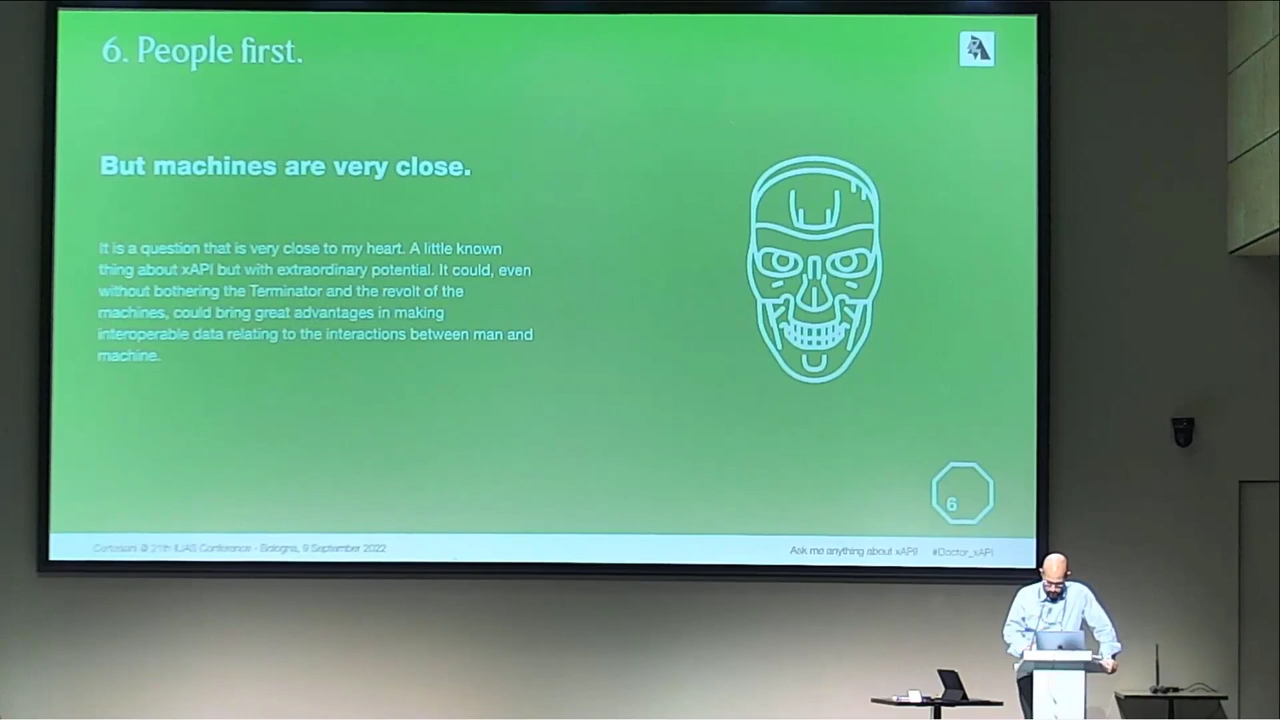 6. People first.
But machines are very close.
It is a question that is very close to my heart. A little known
thing about xAPI but with extraordinary potential. It could, even
without bothering the Terminator and the revolt of the
machines, could bring great advantages in making
interoperable data relating to the interactions between man and
machine.
6
@ 21th ILIAS Conference - Bologna, 9 September 2022
Ask me anything about xAPI! #Doctor_xAPI